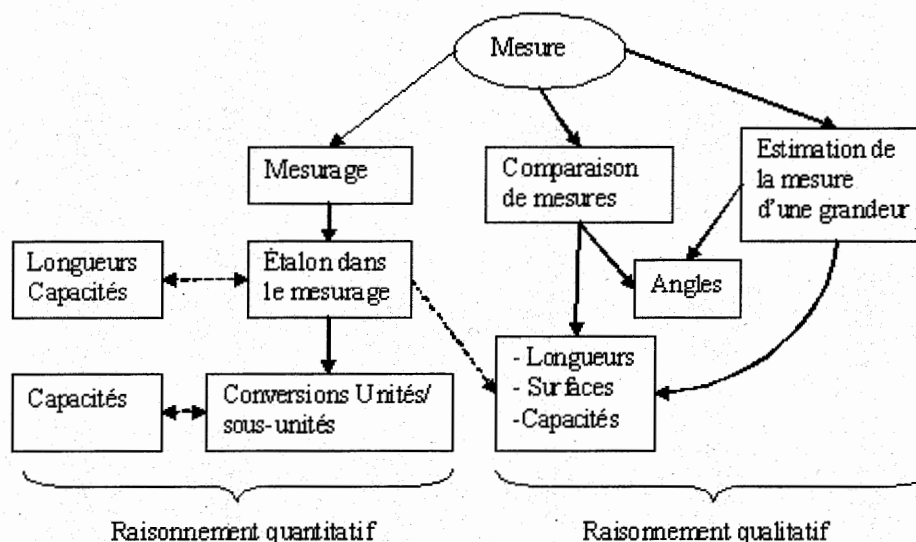 Mesure
Mesurage
Comparaison
de mesures
Estimation de
la mesure
d'une grandeur
Longueurs
Capacités
Étalon dans
le mesurage
Angles
- Longueurs
- Surfaces
-Capacités
Capacités
Conversions Unités/
sous-unités
Raisonnement quantitatif
Raisonnement qualitatif